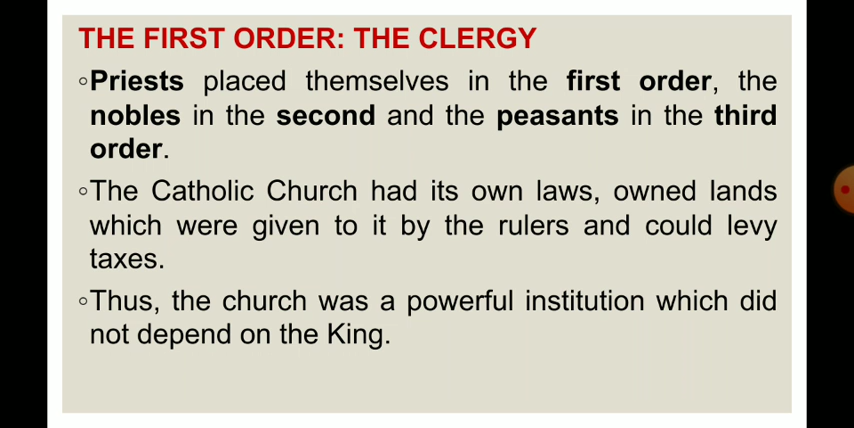 THE FIRST ORDER: THE CLERGY
◦Priests placed themselves in the first order, the
nobles in the second and the peasants in the third
order.
◦The Catholic Church had its own laws, owned lands
which were given to it by the rulers and could levy
taxes.
◦Thus, the church was a powerful institution which did
not depend on the King.